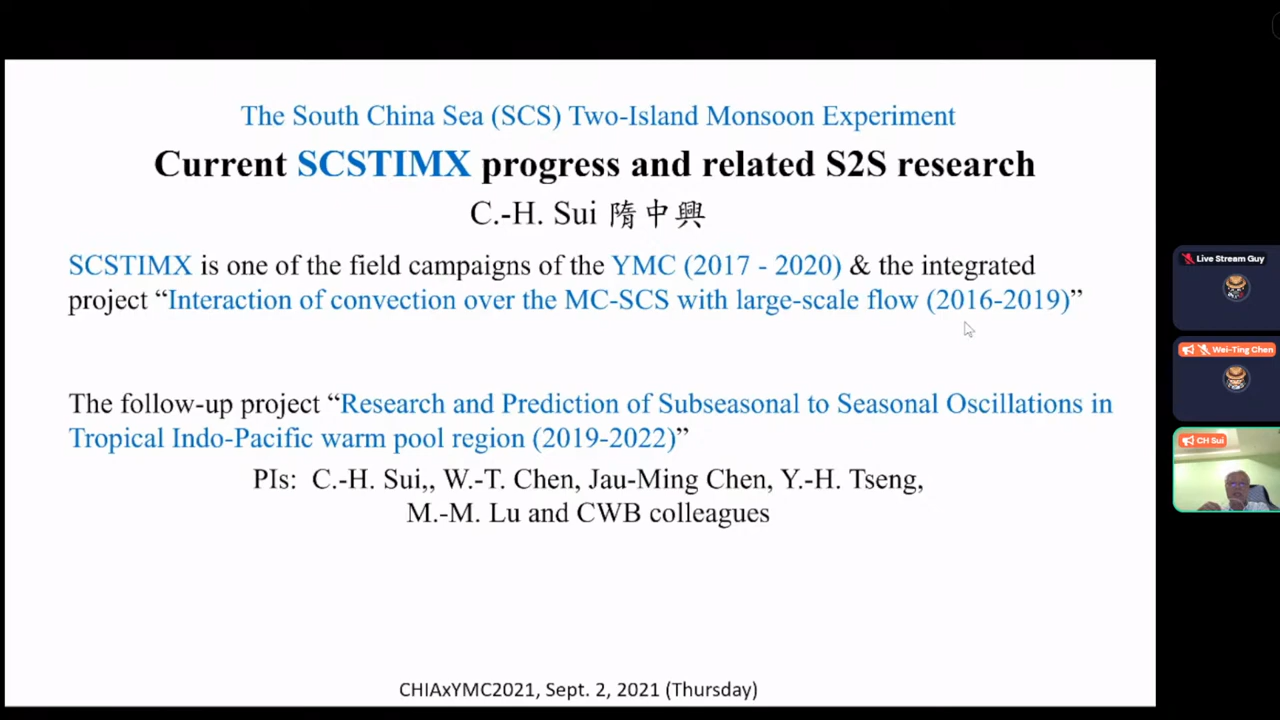 The South China Sea (SCS) Two-Island Monsoon Experiment
Current SCSTIMX progress and related S2S research
C.-H. Sui 隋中興
SCSTIMX is one of the field campaigns of the YMC (2017 - 2020) & the integrated
project “Interaction of convection over the MC-SCS with large-scale flow (2016-2019)”
The follow-up project “Research and Prediction of Subseasonal to Seasonal Oscillations in
Tropical Indo-Pacific warm pool region (2019-2022)”
PIs: C.-H. Sui,, W.-T. Chen, Jau-Ming Chen, Y.-H. Tseng,
M.-M. Lu and CWB colleagues
CHIAxYMC2021, Sept. 2, 2021 (Thursday)
Live Stream Guy
Wei-Ting Chen
CH Sui